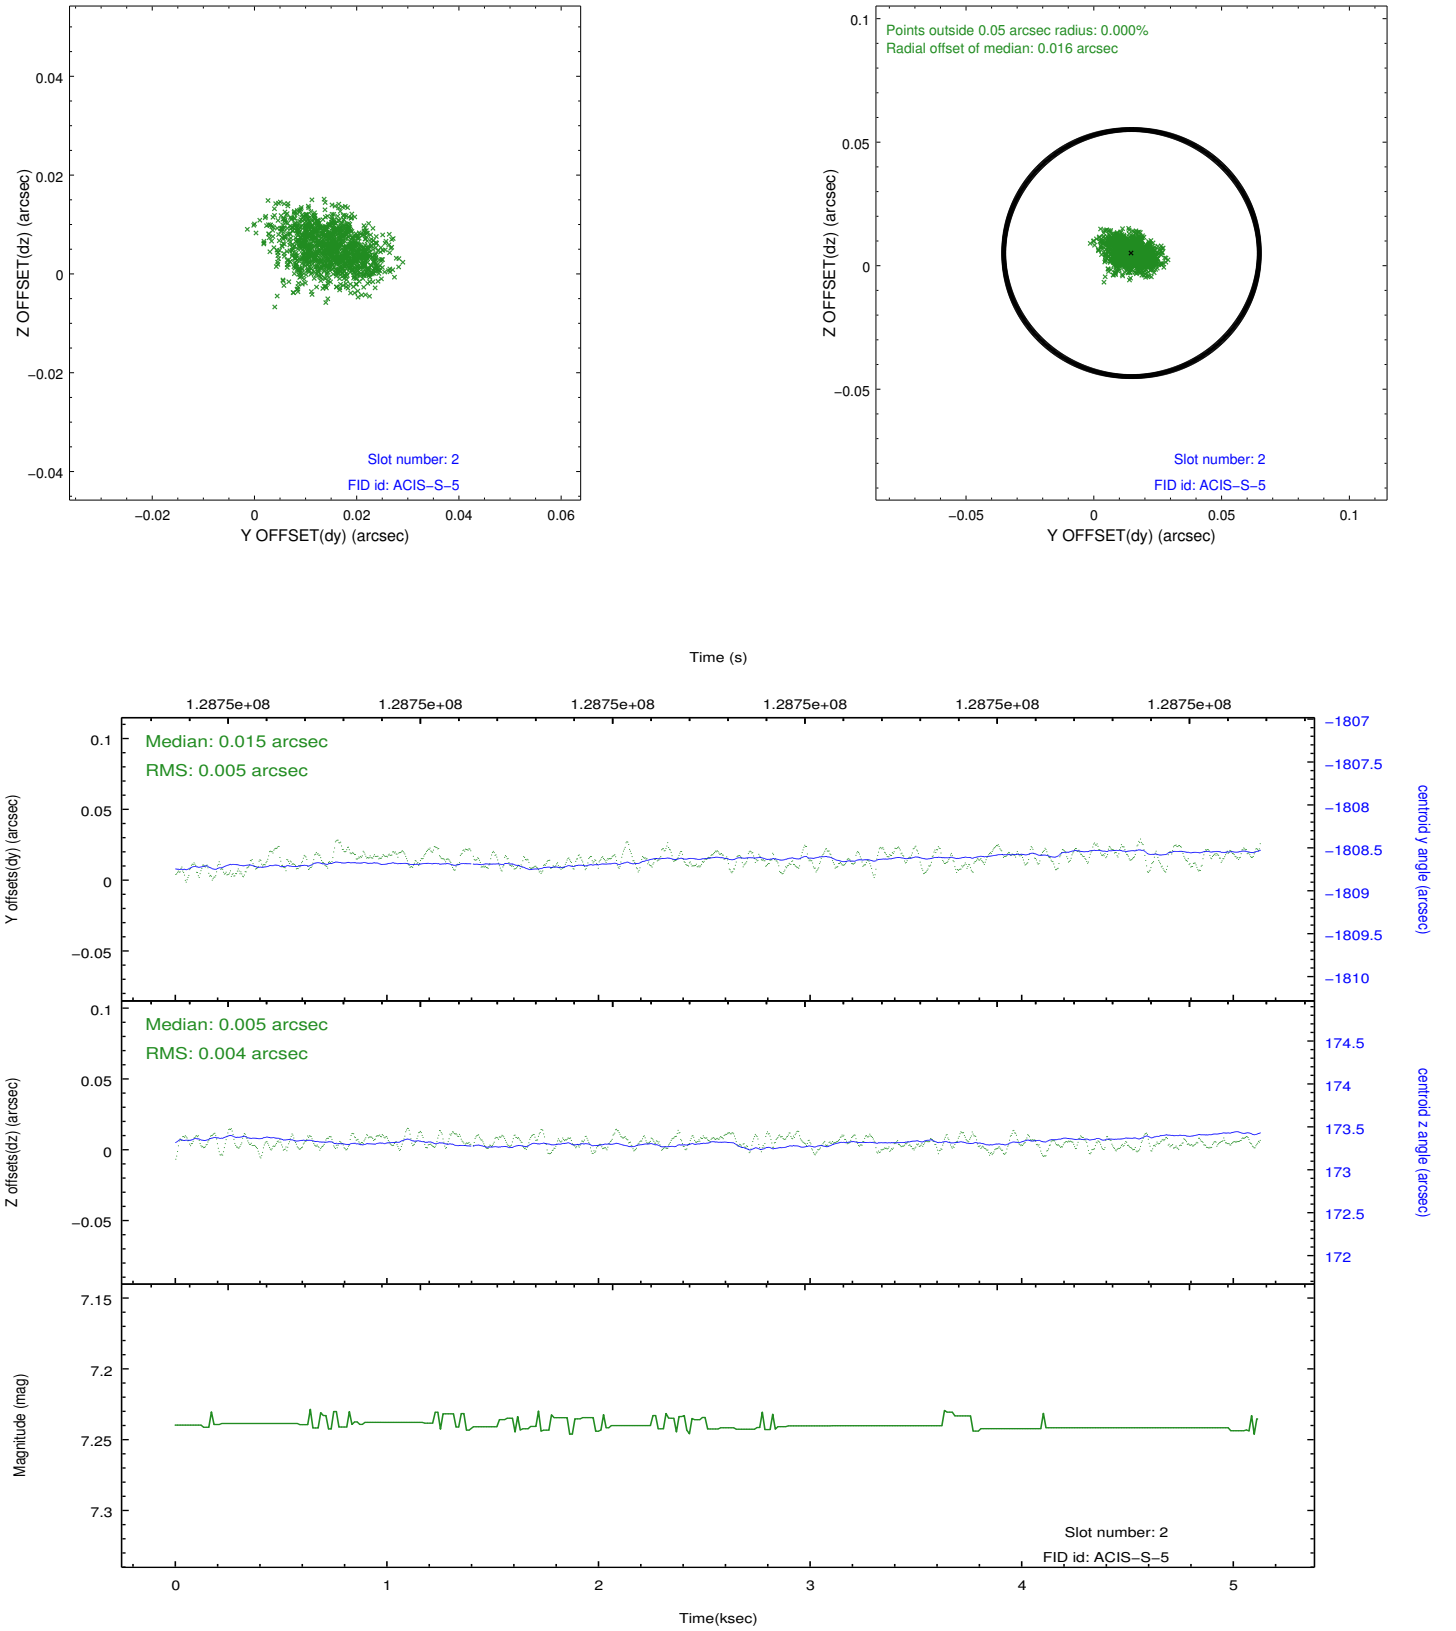 0.04
0.02
0
−0.02
−0.04
Z OFFSET(dz) (arcsec)
Slot number: 2
FID id: ACIS−S−5
−0.02 0 0.02 0.04 0.06
Y OFFSET(dy) (arcsec)
Points outside 0.05 arcsec radius: 0.000%
Radial offset of median: 0.016 arcsec
0.1
0.05
0
−0.05
Z OFFSET(dz) (arcsec)
Slot number: 2
FID id: ACIS−S−5
−0.05 0 0.05 0.1
Y OFFSET(dy) (arcsec)
Time (s)
1.2875e+08 1.2875e+08 1.2875e+08 1.2875e+08 1.2875e+08 1.2875e+08
Median: 0.015 arcsec
RMS: 0.005 arcsec
0.1
0.05
0
−0.05
Y offsets(dy) (arcsec)
−1807
−1807.5
−1808
−1808.5
−1809
−1809.5
−1810
centroid y angle (arcsec)
Median: 0.005 arcsec
RMS: 0.004 arcsec
0.1
0.05
0
−0.05
Z offsets(dz) (arcsec)
174.5
174
173.5
173
172.5
172
centroid z angle (arcsec)
7.15
7.2
7.25
7.3
Magnitude (mag)
Slot number: 2
FID id: ACIS−S−5
0 1 2 3 4 5
Time(ksec)